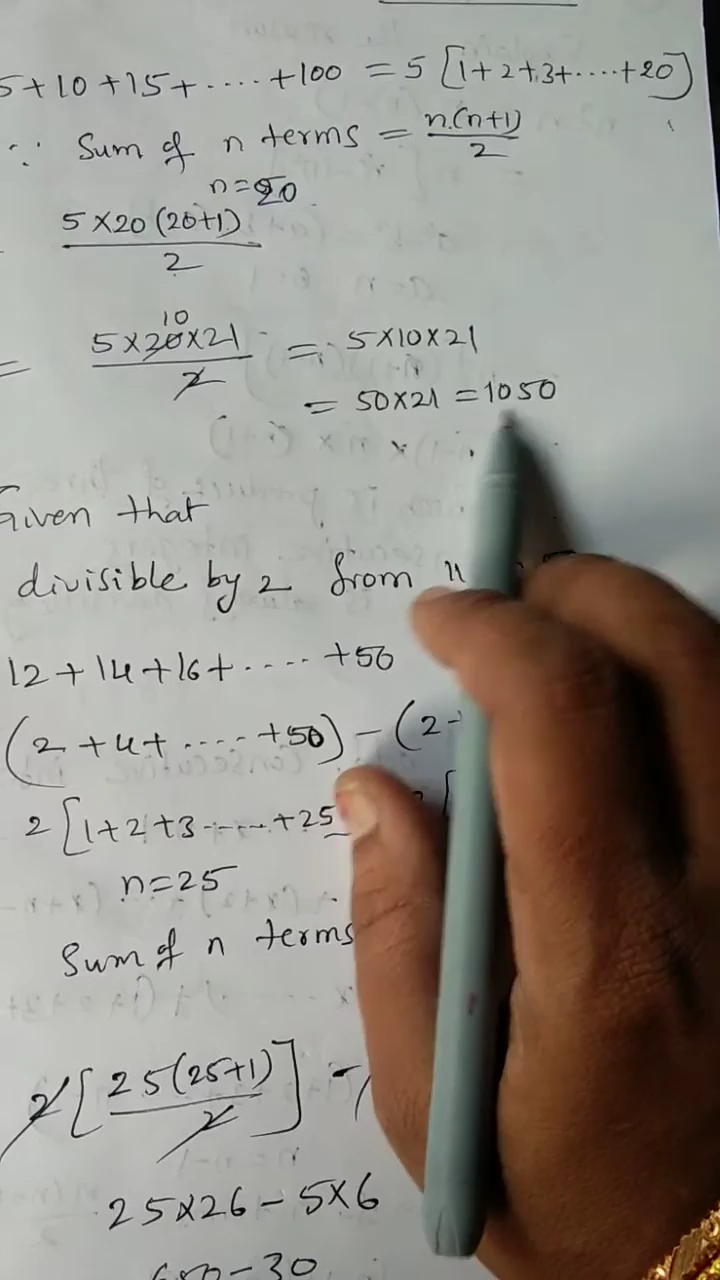 5+10+15+....+100 = 5[1+2+3+....+20]
∵ Sum of n terms = n.(n+1)/2
n=20
5×20(20+1)/2
= 5×20×21/2 10 = 5×10×21
= 50×21 = 1050
Given that
divisible by 2 from
12+14+16+....+50
(2+4+....+50)-(2
2[1+2+3----+25
n=25
Sum of n terms
2[25(25+1)/2] -
25×26-5×6
-30